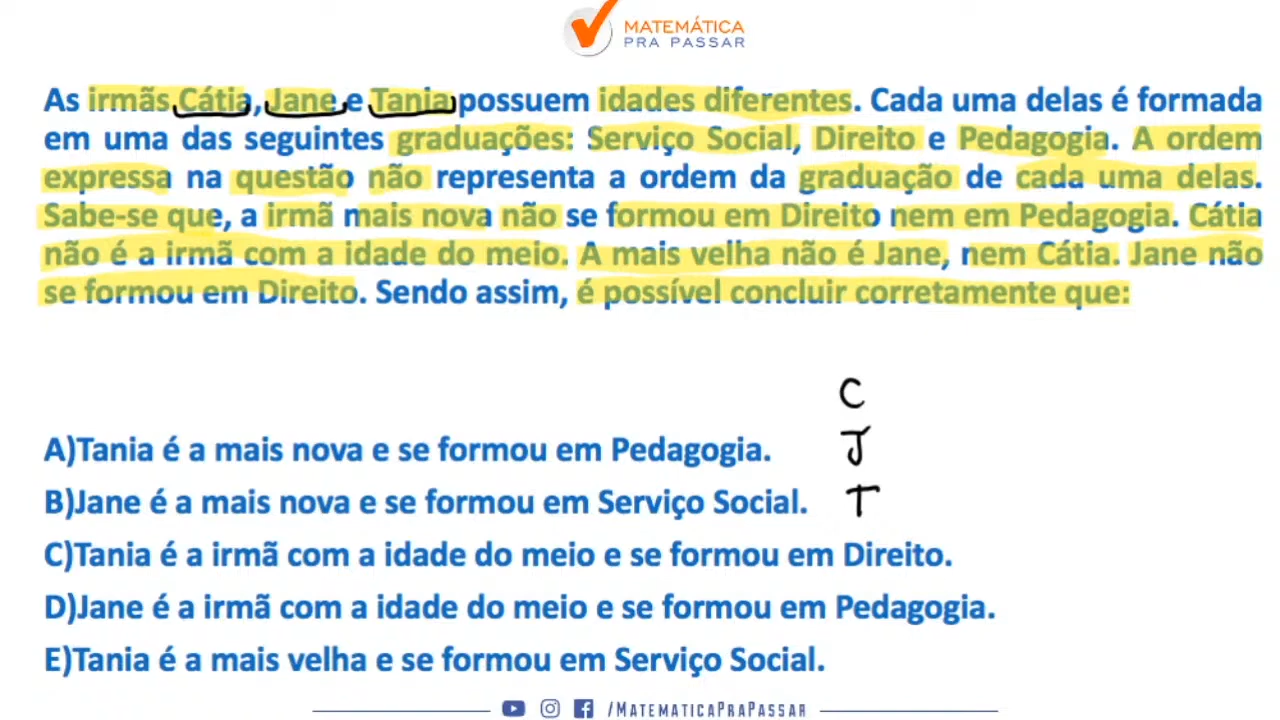 MATEMÁTICA
PRA PASSAR
As irmãs Cátia, Jane e Tania possuem idades diferentes. Cada uma delas é formada
em uma das seguintes graduações: Serviço Social, Direito e Pedagogia. A ordem
expressa na questão não representa a ordem da graduação de cada uma delas.
Sabe-se que, a irmã mais nova não se formou em Direito nem em Pedagogia. Cátia
não é a irmã com a idade do meio. A mais velha não é Jane, nem Cátia. Jane não
se formou em Direito. Sendo assim, é possível concluir corretamente que:
C
A)Tania é a mais nova e se formou em Pedagogia. J
B)Jane é a mais nova e se formou em Serviço Social. T
C)Tania é a irmã com a idade do meio e se formou em Direito.
D)Jane é a irmã com a idade do meio e se formou em Pedagogia.
E)Tania é a mais velha e se formou em Serviço Social.
/MATEMATICAPRAPASSAR